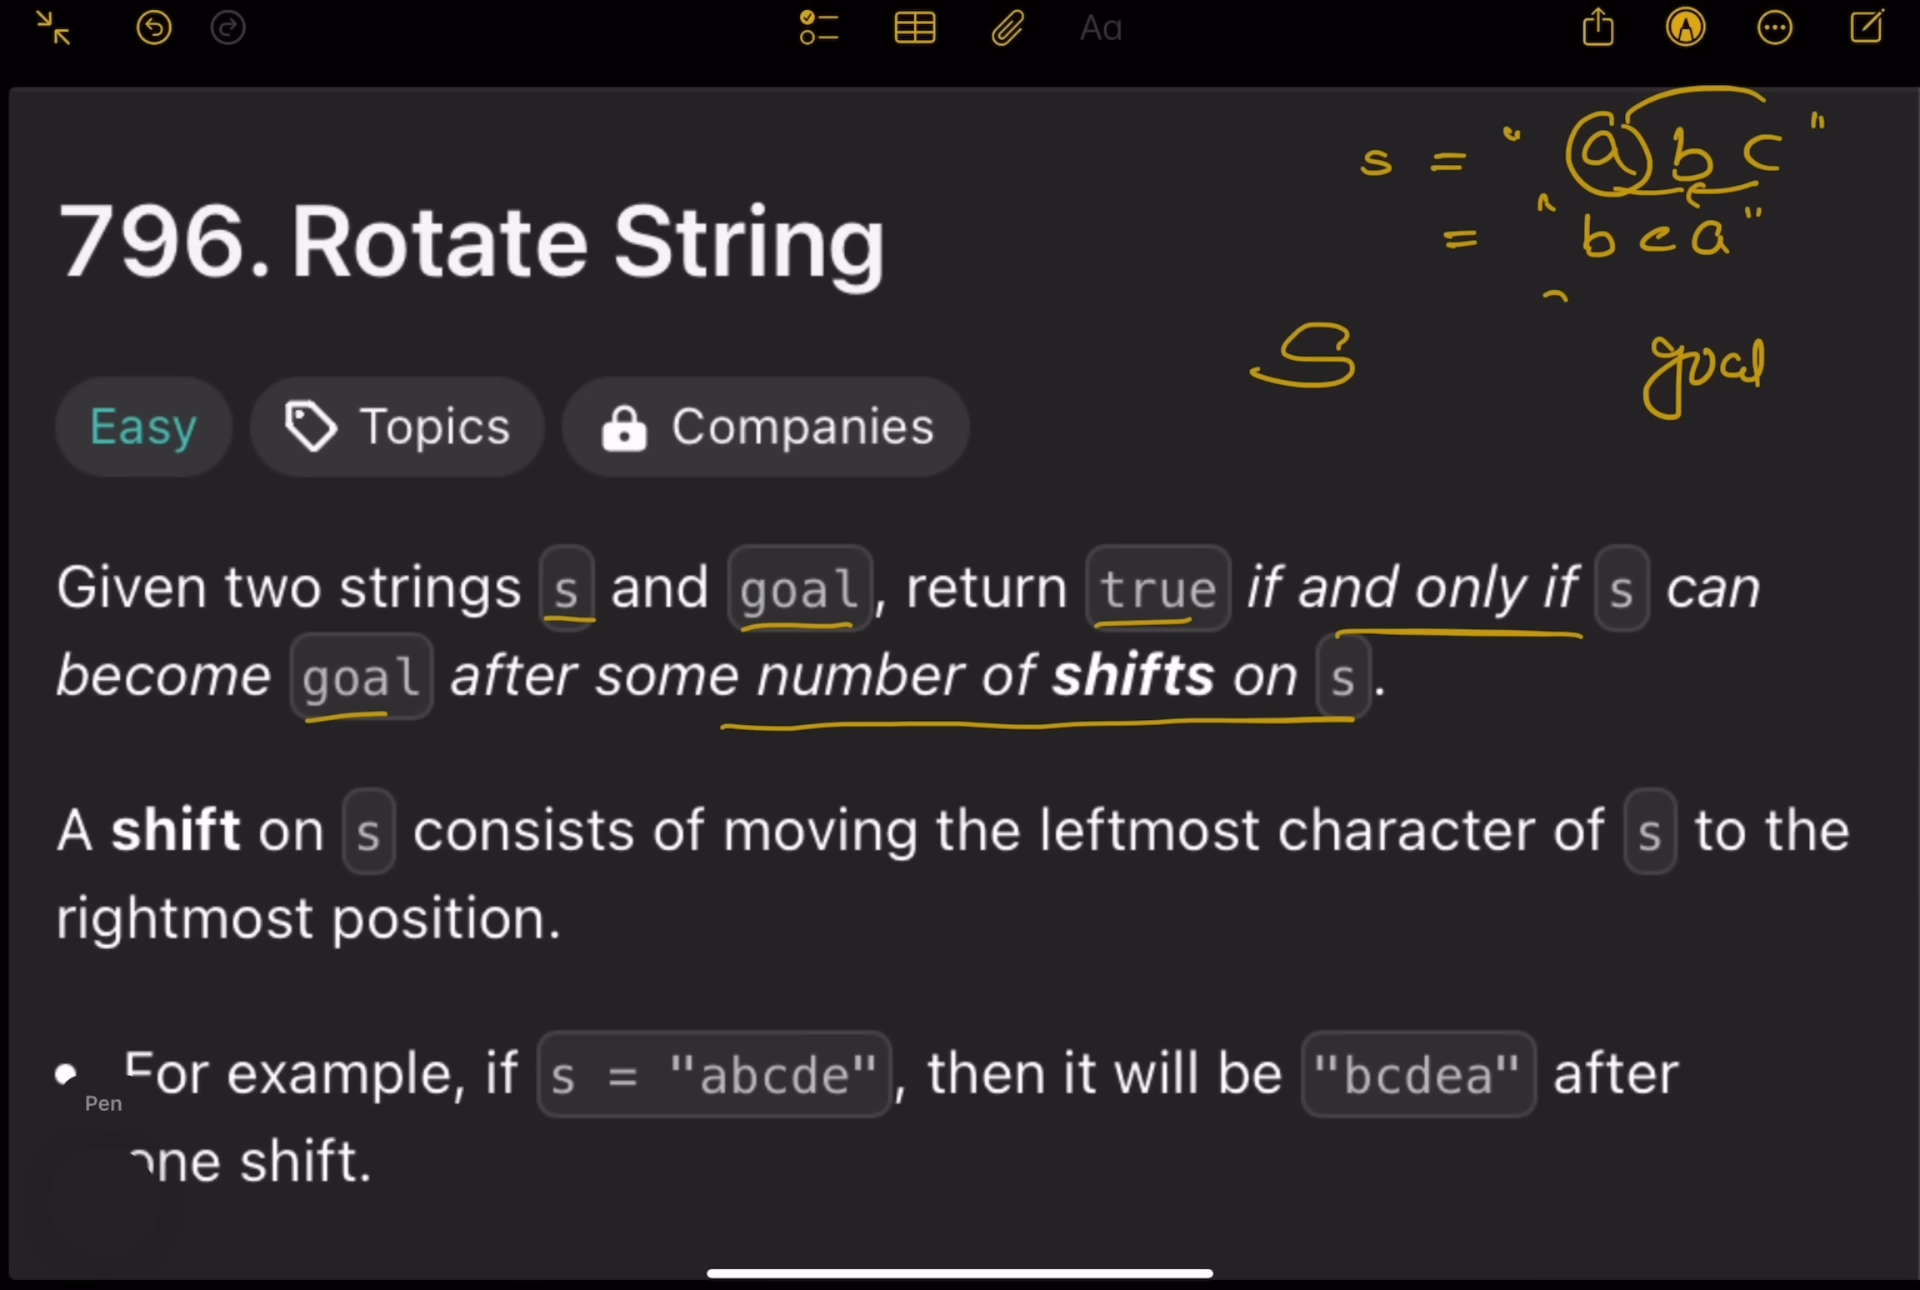 Aa
s = "abc"
796. Rotate String
= "bca"
S goal
Easy Topics Companies
Given two strings s and goal, return true if and only if s can
become goal after some number of shifts on s.
A shift on s consists of moving the leftmost character of s to the
rightmost position.
• For example, if s = "abcde", then it will be "bcdea" after
Pen
one shift.